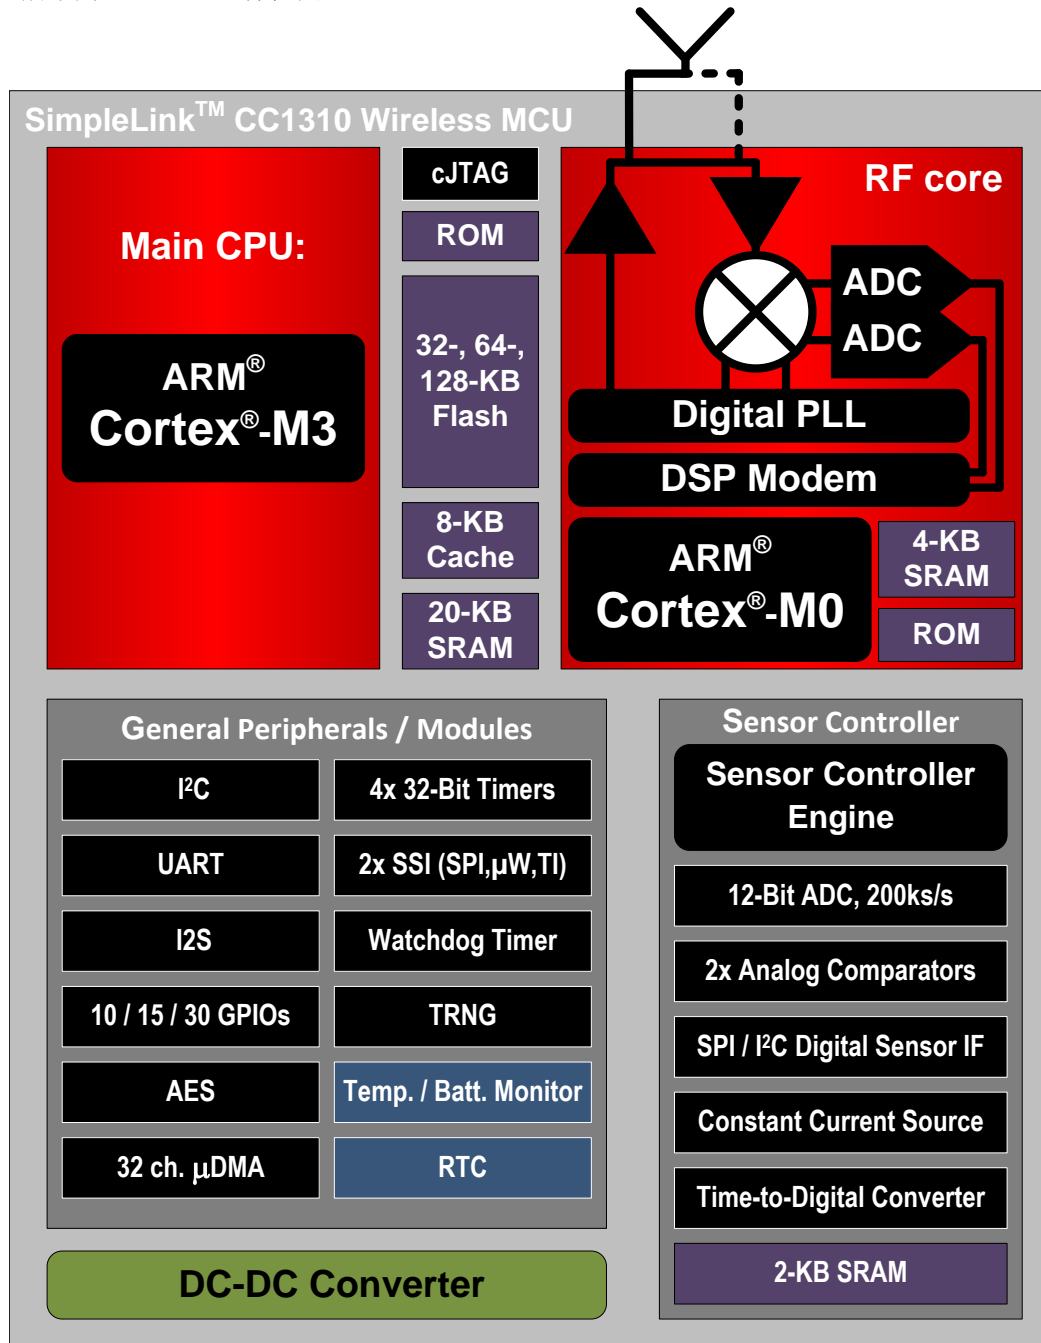 SimpleLink™ CC1310 Wireless MCU
Main CPU:
ARM®
Cortex®-M3
cJTAG
ROM
32-, 64-,
128-KB
Flash
8-KB
Cache
20-KB
SRAM
RF core
ADC
ADC
Digital PLL
DSP Modem
ARM®
Cortex®-M0
4-KB
SRAM
ROM
General Peripherals / Modules
I²C
4x 32-Bit Timers
UART
2x SSI (SPI,µW,TI)
I2S
Watchdog Timer
10 / 15 / 30 GPIOs
TRNG
AES
Temp. / Batt. Monitor
32 ch. µDMA
RTC
DC-DC Converter
Sensor Controller
Sensor Controller
Engine
12-Bit ADC, 200ks/s
2x Analog Comparators
SPI / I²C Digital Sensor IF
Constant Current Source
Time-to-Digital Converter
2-KB SRAM